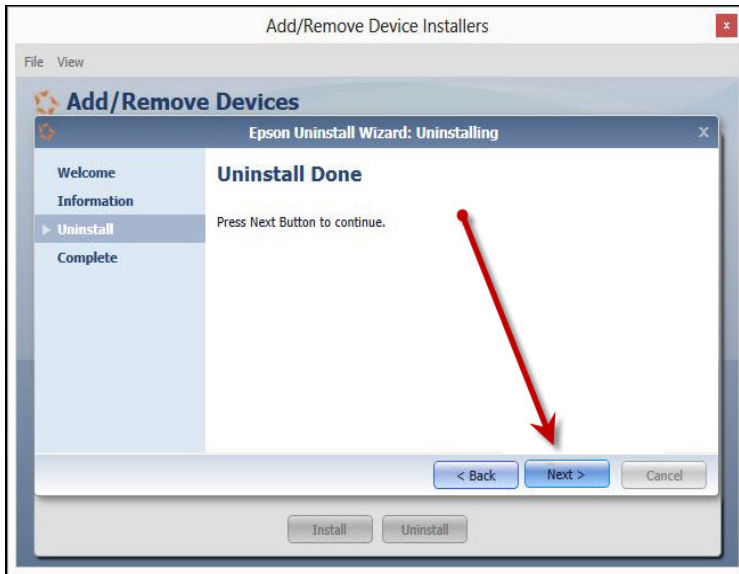 Add/Remove Device Installers
x
File View
Add/Remove Devices
Epson Uninstall Wizard: Uninstalling
x
Welcome
Information
Uninstall
Complete
Uninstall Done
Press Next Button to continue.
< Back Next > Cancel
Install Uninstall